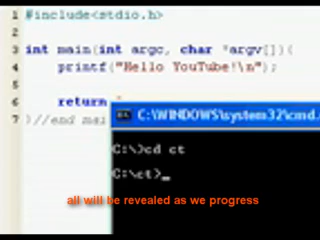 1 #include<stdio.h>
2
3 int main(int argc, char *argv[]){
4 printf("Hello YouTube!\n");
5
6 return
7 }//end mai
C:\WINDOWS\system32\cmd.
C:\>cd ct
C:\ct>_
all will be revealed as we progress